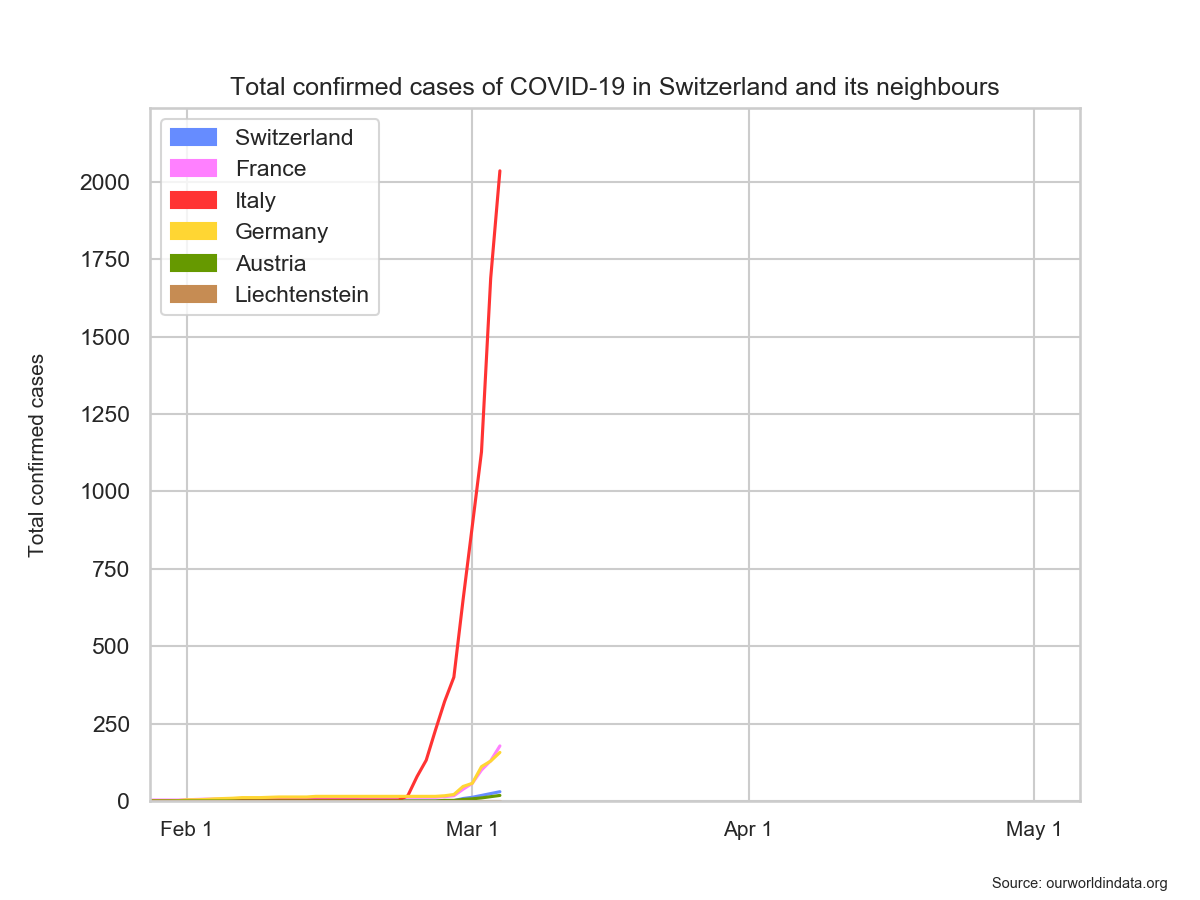 Total confirmed cases of COVID-19 in Switzerland and its neighbours
Switzerland
France
Italy
Germany
Austria
Liechtenstein
Total confirmed cases
2000
1750
1500
1250
1000
750
500
250
0
Feb 1 Mar 1 Apr 1 May 1
Source: ourworldindata.org